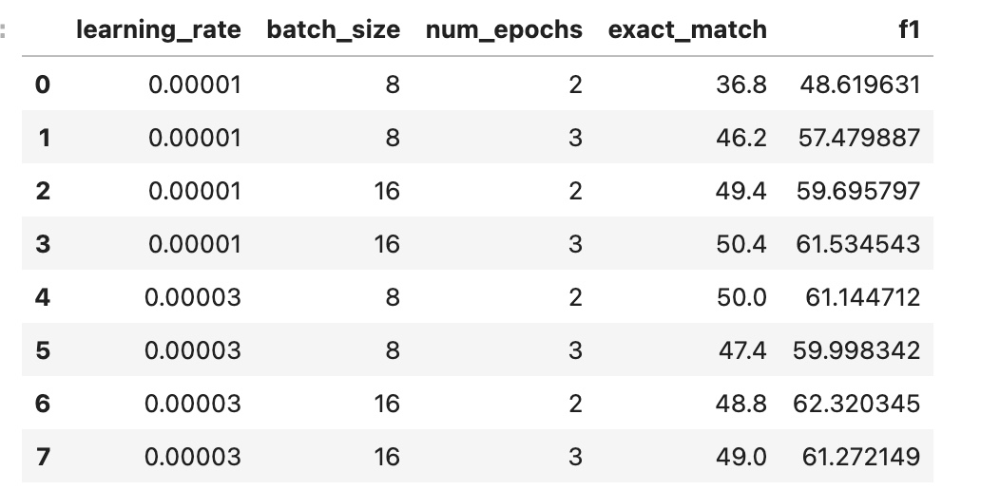 learning_rate batch_size num_epochs exact_match f1
0 0.00001 8 2 36.8 48.619631
1 0.00001 8 3 46.2 57.479887
2 0.00001 16 2 49.4 59.695797
3 0.00001 16 3 50.4 61.534543
4 0.00003 8 2 50.0 61.144712
5 0.00003 8 3 47.4 59.998342
6 0.00003 16 2 48.8 62.320345
7 0.00003 16 3 49.0 61.272149